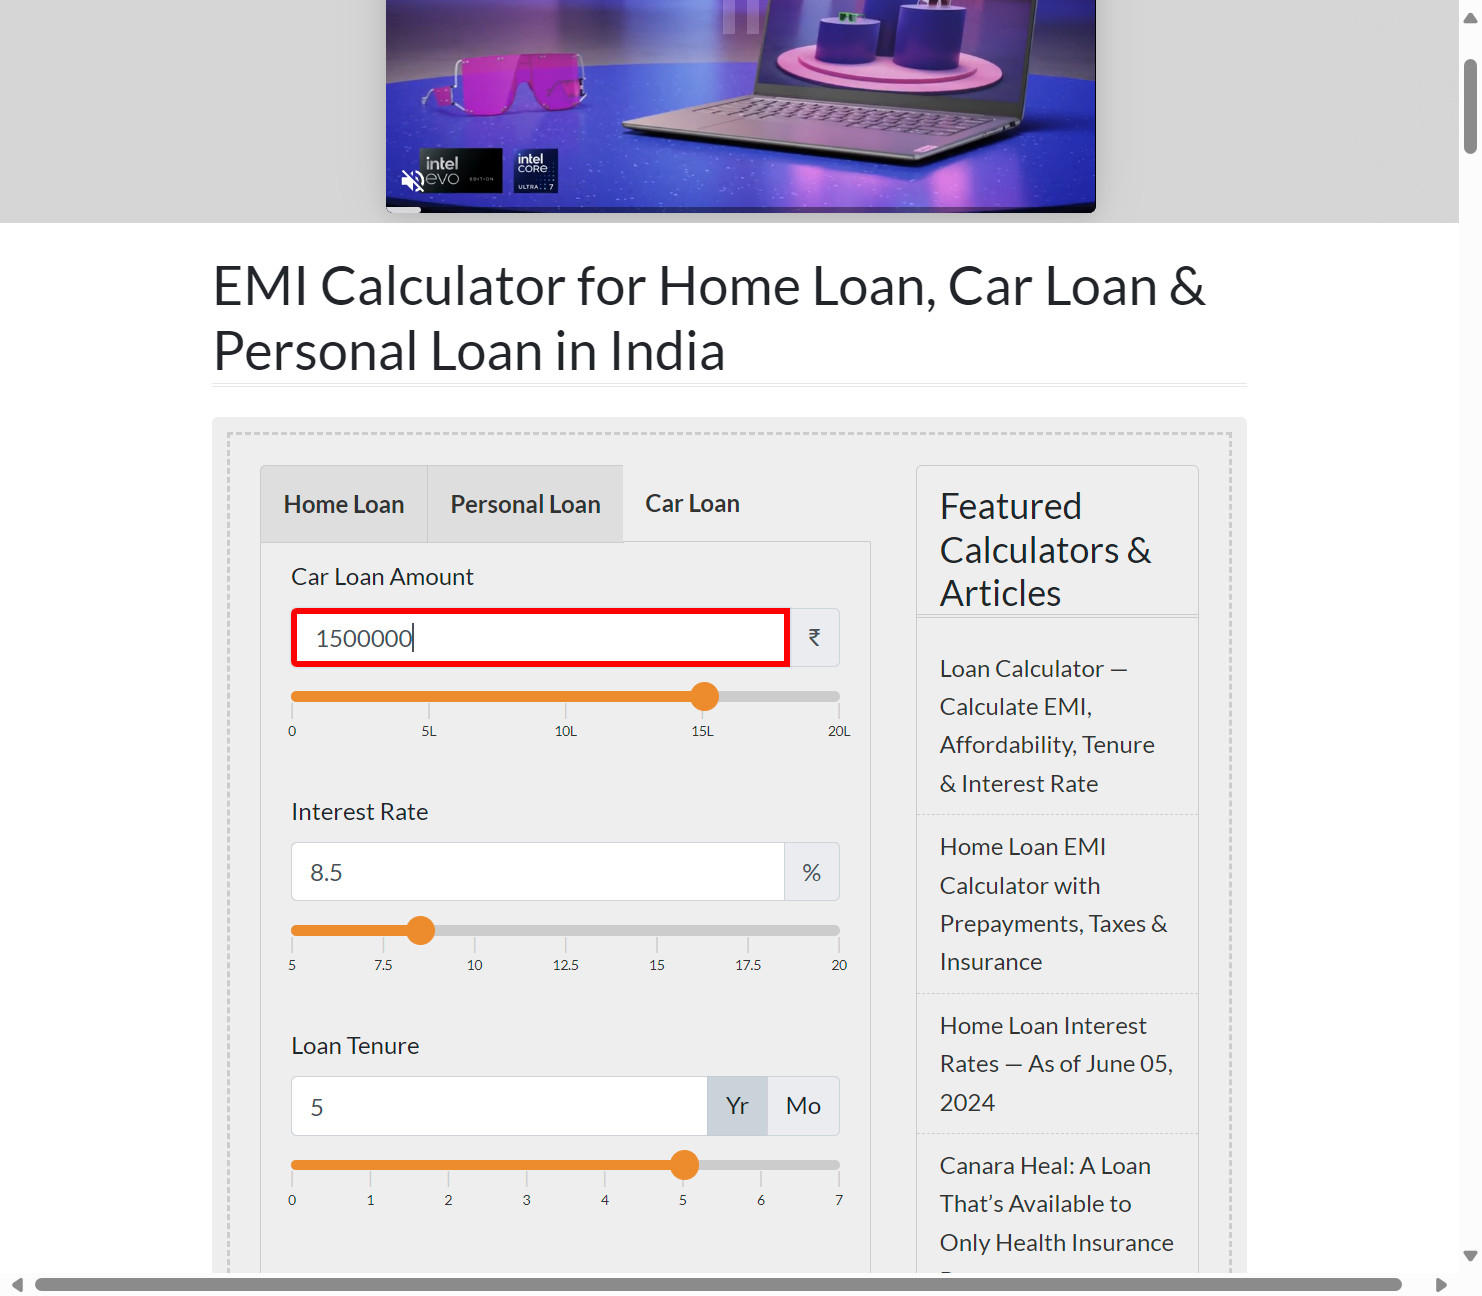 intel
evo EDITION
intel
CORE
ULTRA 7
EMI Calculator for Home Loan, Car Loan &
Personal Loan in India
Home Loan
Personal Loan
Car Loan
Car Loan Amount
1500000
₹
0 5L 10L 15L 20L
Interest Rate
8.5
%
5 7.5 10 12.5 15 17.5 20
Loan Tenure
5
Yr
Mo
0 1 2 3 4 5 6 7
Featured
Calculators &
Articles
Loan Calculator —
Calculate EMI,
Affordability, Tenure
& Interest Rate
Home Loan EMI
Calculator with
Prepayments, Taxes &
Insurance
Home Loan Interest
Rates — As of June 05,
2024
Canara Heal: A Loan
That’s Available to
Only Health Insurance